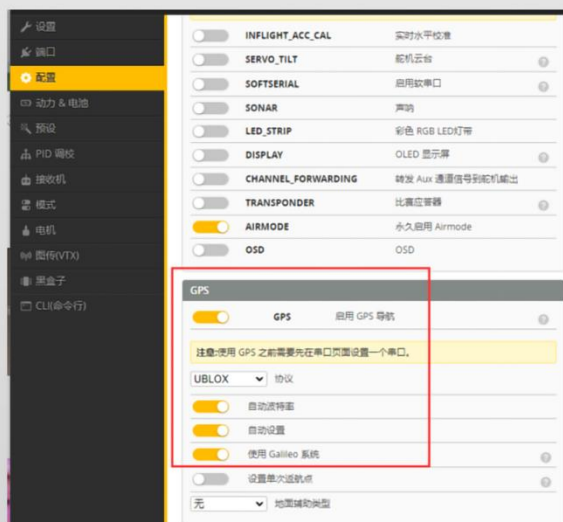 设置
端口
配置
动力 & 电池
预设
PID 调校
接收机
模式
电机
图传(VTX)
黑盒子
CLI(命令行)
INFLIGHT_ACC_CAL 实时水平校准
SERVO_TILT 舵机云台
SOFTSERIAL 启用软串口
SONAR 声呐
LED_STRIP 彩色 RGB LED灯带
DISPLAY OLED 显示屏
CHANNEL_FORWARDING 转发 Aux 通道信号到舵机输出
TRANSPONDER 比赛应答器
AIRMODE 永久启用 Airmode
OSD OSD
GPS
GPS 启用 GPS 导航
注意:使用 GPS 之前需要先在串口页面设置一个串口。
UBLOX 协议
自动波特率
自动设置
使用 Galileo 系统
设置单次返航点
无 地面辅助类型